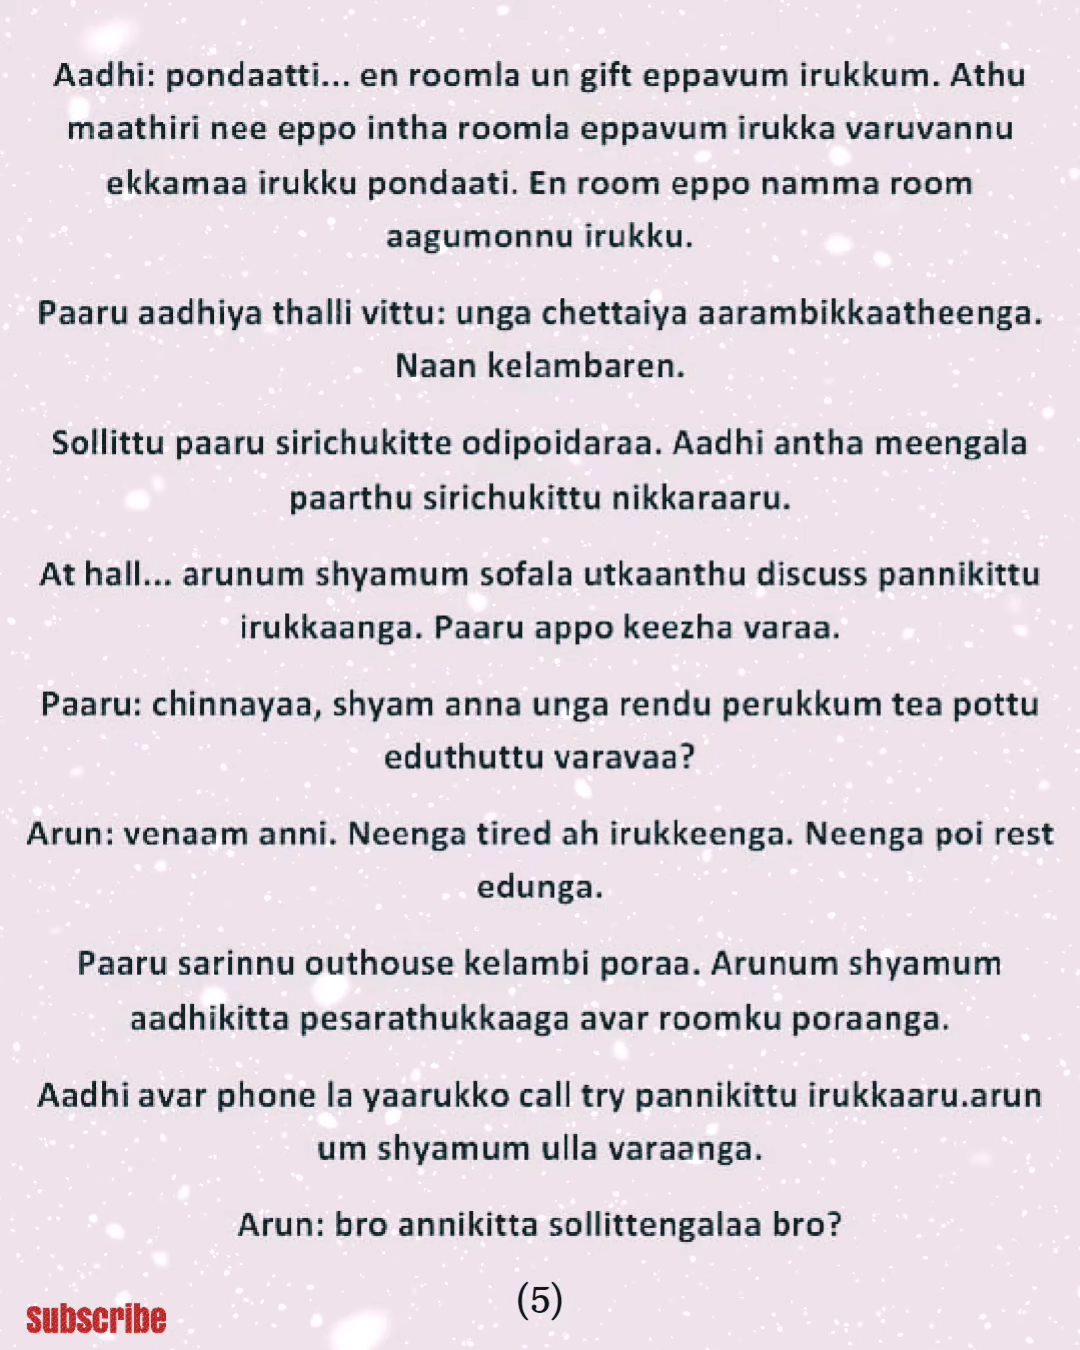 Aadhi: pondaatti... en roomla un gift eppavum irukkum. Athu
maathiri nee eppo intha roomla eppavum irukka varuvannu
ekkamaa irukku pondaati. En room eppo namma room
aagumonnu irukku.
Paaru aadhiya thalli vittu: unga chettaiya aarambikkaatheenga.
Naan kelambaren.
Sollittu paaru sirichukitte odipoidaraa. Aadhi antha meengala
paarthu sirichukittu nikkaraaru.
At hall... arunum shyamum sofala utkaanthu discuss pannikittu
irukkaanga. Paaru appo keezha varaa.
Paaru: chinnayaa, shyam anna unga rendu perukkum tea pottu
eduthuttu varavaa?
Arun: venaam anni. Neenga tired ah irukkeenga. Neenga poi rest
edunga.
Paaru sarinnu outhouse kelambi poraa. Arunum shyamum
aadhikitta pesarathukkaaga avar roomku poraanga.
Aadhi avar phone la yaarukko call try pannikittu irukkaaru.arun
um shyamum ulla varaanga.
Arun: bro annikitta sollittengalaa bro?
(5)
subscribe